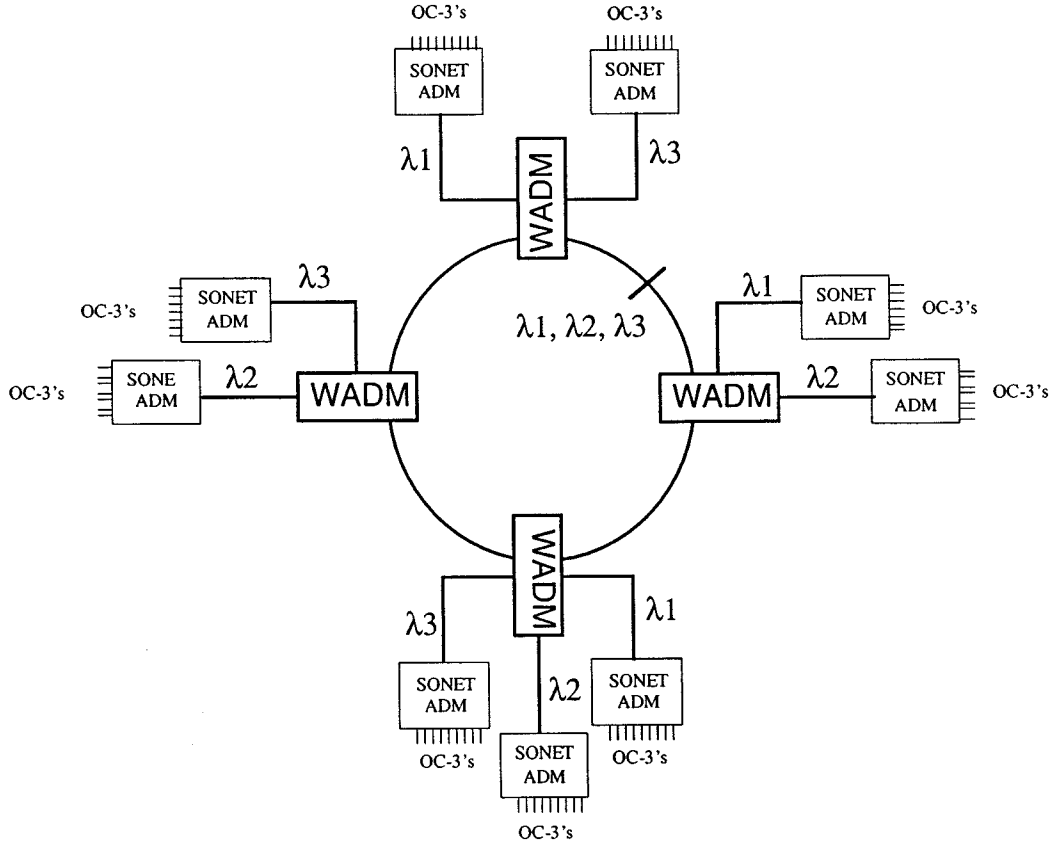 OC-3's
OC-3's
SONET
ADM
SONET
ADM
λ1
λ3
WADM
λ3
λ1
SONET
ADM
SONET
ADM
OC-3's
OC-3's
λ1, λ2, λ3
λ2
λ2
SONE
ADM
SONET
ADM
OC-3's
OC-3's
WADM
WADM
WADM
λ3
λ1
λ2
SONET
ADM
SONET
ADM
SONET
ADM
OC-3's
OC-3's
OC-3's